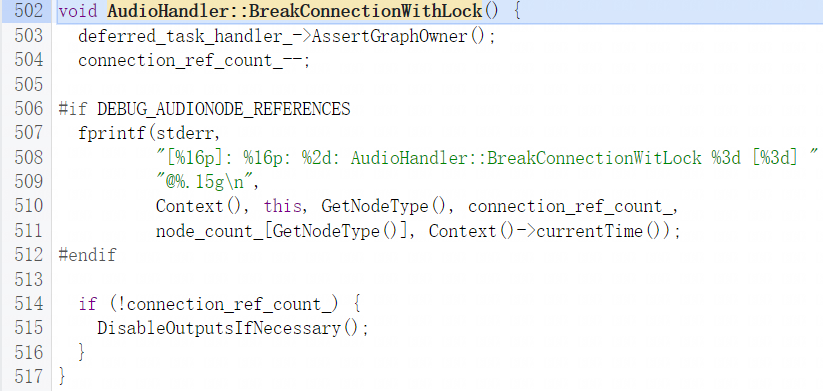 502 void AudioHandler::BreakConnectionWithLock() {
503 deferred_task_handler_->AssertGraphOwner();
504 connection_ref_count_--;
505
506 #if DEBUG_AUDIONODE_REFERENCES
507 fprintf(stderr,
508 "[%16p]: %16p: %2d: AudioHandler::BreakConnectionWitLock %3d [%3d] "
509 "@%.15g\n",
510 Context(), this, GetNodeType(), connection_ref_count_,
511 node_count_[GetNodeType()], Context()->currentTime());
512 #endif
513
514 if (!connection_ref_count_) {
515 DisableOutputsIfNecessary();
516 }
517 }